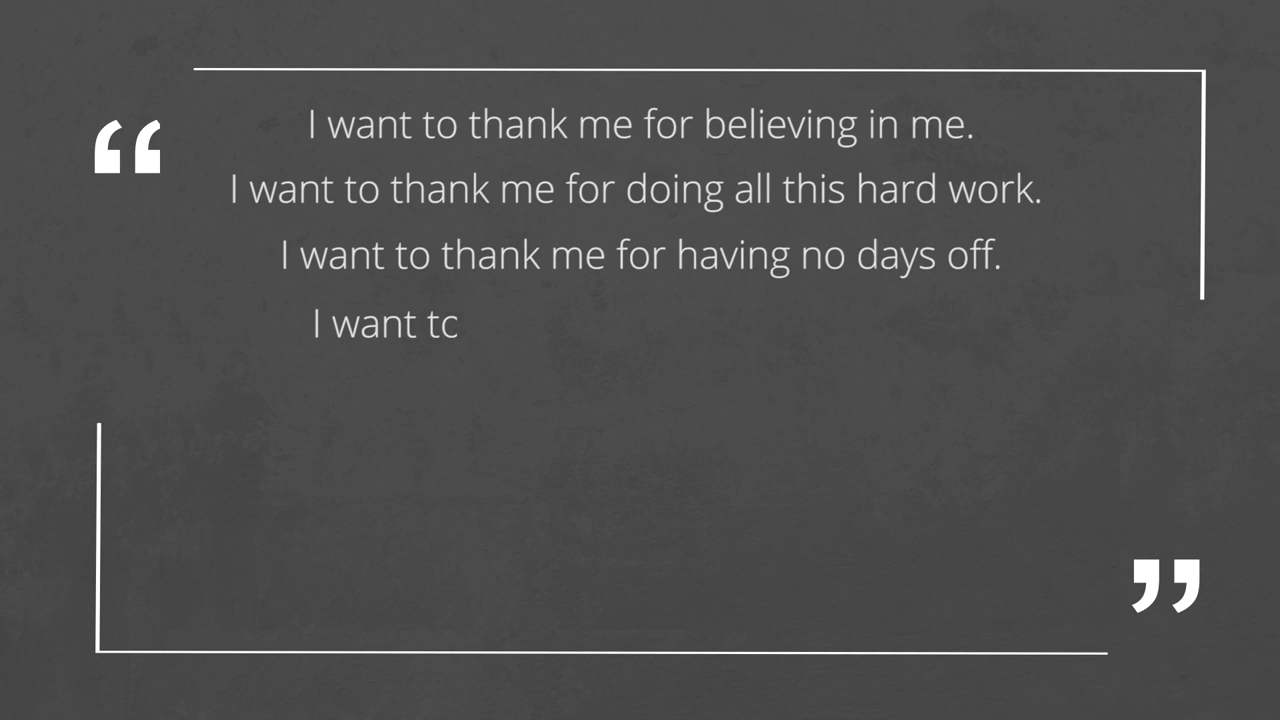 “
I want to thank me for believing in me.
I want to thank me for doing all this hard work.
I want to thank me for having no days off.
I want
”